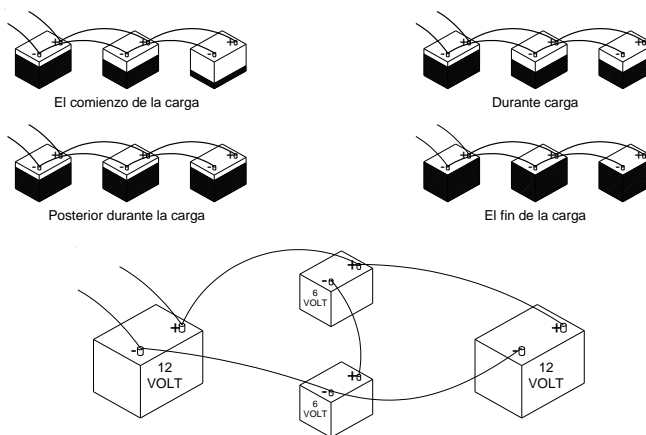 - +
- +
- +
El comienzo de la carga
- +
- +
- +
Durante carga
- +
- +
- +
Posterior durante la carga
- +
- +
- +
El fin de la carga
- +
12
VOLT
- +
6
VOLT
- +
6
VOLT
- +
12
VOLT